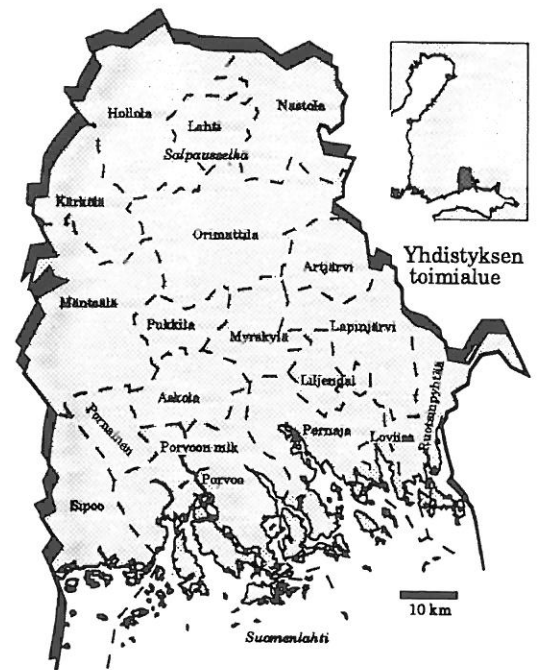 Hollola
Nastola
Lahti
Salpausselkä
Kärkölä
Orimattila
Yhdistyksen
toimialue
Artjärvi
Mäntsälä
Pukkila
Myrskylä
Lapinjärvi
Liljendal
Askola
Pornainen
Pernaja
Loviisa
Ruotsinpyhtää
Porvoon mlk
Porvoo
Sipoo
10 km
Suomenlahti